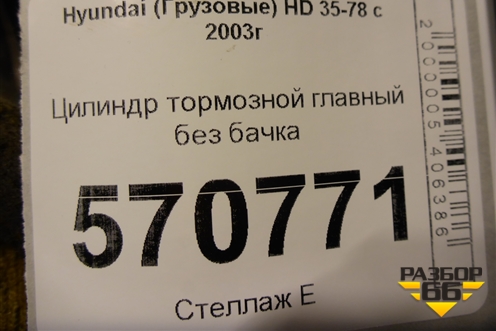 Hyundai (Грузовые) HD 35-78 с
2003г
Цилиндр тормозной главный
без бачка
570771
Стеллаж Е
2000005406386
РАЗБОР
66